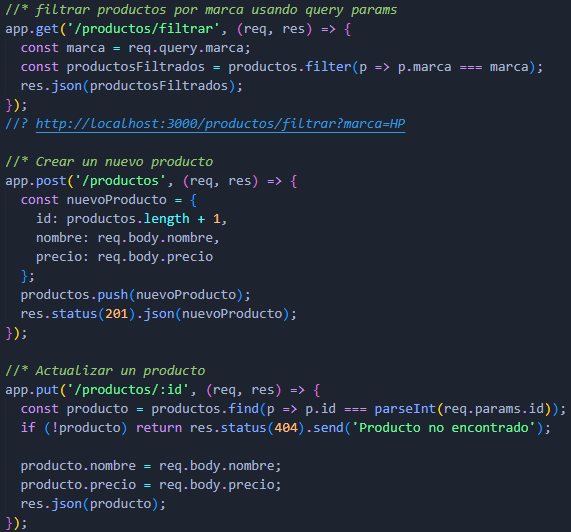 //* filtrar productos por marca usando query params
app.get('/productos/filtrar', (req, res) => {
  const marca = req.query.marca;
  const productosFiltrados = productos.filter(p => p.marca === marca);
  res.json(productosFiltrados);
});
//? http://localhost:3000/productos/filtrar?marca=HP

//* Crear un nuevo producto
app.post('/productos', (req, res) => {
  const nuevoProducto = {
    id: productos.length + 1,
    nombre: req.body.nombre,
    precio: req.body.precio
  };
  productos.push(nuevoProducto);
  res.status(201).json(nuevoProducto);
});

//* Actualizar un producto
app.put('/productos/:id', (req, res) => {
  const producto = productos.find(p => p.id === parseInt(req.params.id));
  if (!producto) return res.status(404).send('Producto no encontrado');

  producto.nombre = req.body.nombre;
  producto.precio = req.body.precio;
  res.json(producto);
});